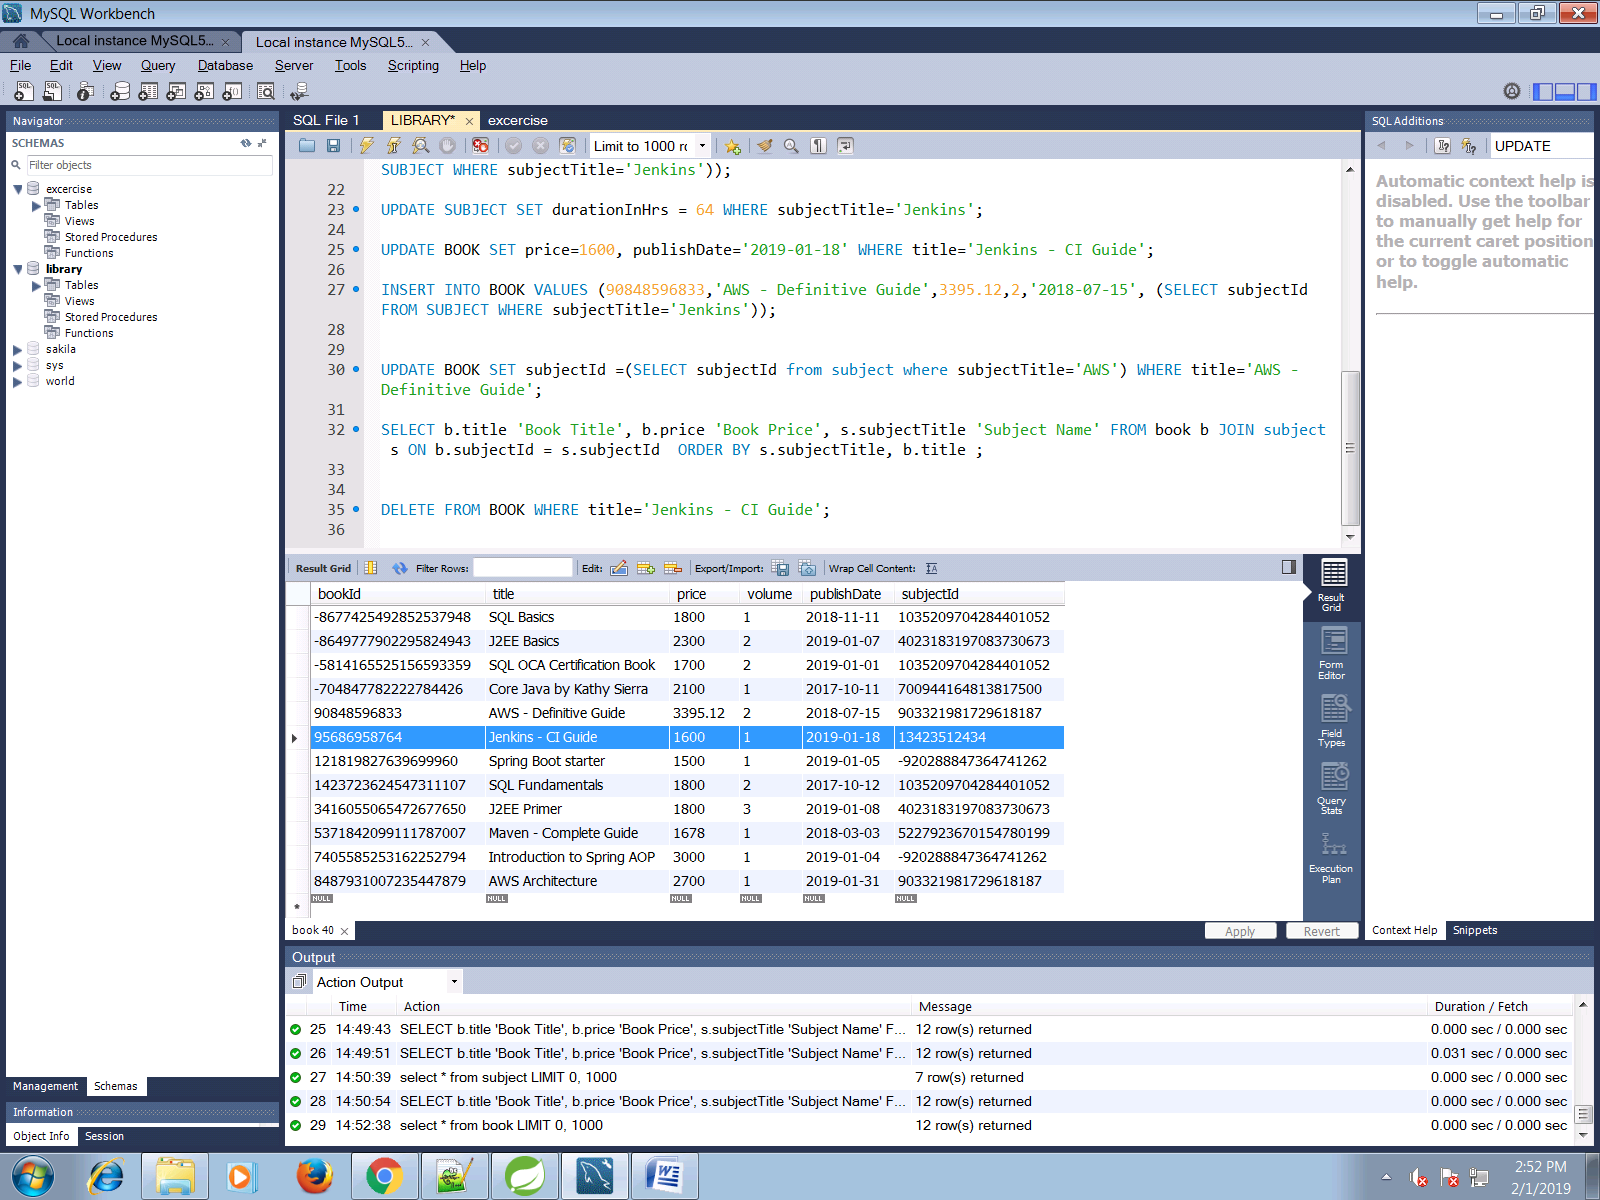 MySQL Workbench
Local instance MySQL5...
Local instance MySQL5...
File Edit View Query Database Server Tools Scripting Help
Navigator
SCHEMAS
Filter objects
excercise
Tables
Views
Stored Procedures
Functions
library
Tables
Views
Stored Procedures
Functions
sakila
sys
world
Management Schemas
Information
Object Info Session
SQL File 1 LIBRARY* excercise
Limit to 1000 rc
SUBJECT WHERE subjectTitle='Jenkins'));
22
23 UPDATE SUBJECT SET durationInHrs = 64 WHERE subjectTitle='Jenkins';
24
25 UPDATE BOOK SET price=1600, publishDate='2019-01-18' WHERE title='Jenkins - CI Guide';
26
27 INSERT INTO BOOK VALUES (90848596833,'AWS - Definitive Guide',3395.12,2,'2018-07-15', (SELECT subjectId
FROM SUBJECT WHERE subjectTitle='Jenkins'));
28
29
30 UPDATE BOOK SET subjectId =(SELECT subjectId from subject where subjectTitle='AWS') WHERE title='AWS -
Definitive Guide';
31
32 SELECT b.title 'Book Title', b.price 'Book Price', s.subjectTitle 'Subject Name' FROM book b JOIN subject
s ON b.subjectId = s.subjectId  ORDER BY s.subjectTitle, b.title ;
33
34
35 DELETE FROM BOOK WHERE title='Jenkins - CI Guide';
36
Result Grid Filter Rows: Edit: Export/Import: Wrap Cell Content:
bookId title price volume publishDate subjectId
-8677425492852537948 SQL Basics 1800 1 2018-11-11 1035209704284401052
-8649777902295824943 J2EE Basics 2300 2 2019-01-07 4023183197083730673
-5814165525156593359 SQL OCA Certification Book 1700 2 2019-01-01 1035209704284401052
-704847782222784426 Core Java by Kathy Sierra 2100 1 2017-10-11 700944164813817500
90848596833 AWS - Definitive Guide 3395.12 2 2018-07-15 903321981729618187
95686958764 Jenkins - CI Guide 1600 1 2019-01-18 13423512434
121819827639699960 Spring Boot starter 1500 1 2019-01-05 -920288847364741262
1423723624547311107 SQL Fundamentals 1800 2 2017-10-12 1035209704284401052
3416055065472677650 J2EE Primer 1800 3 2019-01-08 4023183197083730673
5371842099111787007 Maven - Complete Guide 1678 1 2018-03-03 5227923670154780199
7405585253162252794 Introduction to Spring AOP 3000 1 2019-01-04 -920288847364741262
8487931007235447879 AWS Architecture 2700 1 2019-01-31 903321981729618187
* NULL NULL NULL NULL NULL NULL
Result
Grid
Form
Editor
Field
Types
Query
Stats
Execution
Plan
book 40
Apply Revert
SQL Additions
UPDATE
Automatic context help is
disabled. Use the toolbar
to manually get help for
the current caret position
or to toggle automatic
help.
Context Help Snippets
Output
Action Output
Time Action Message Duration / Fetch
25 14:49:43 SELECT b.title 'Book Title', b.price 'Book Price', s.subjectTitle 'Subject Name' F... 12 row(s) returned 0.000 sec / 0.000 sec
26 14:49:51 SELECT b.title 'Book Title', b.price 'Book Price', s.subjectTitle 'Subject Name' F... 12 row(s) returned 0.031 sec / 0.000 sec
27 14:50:39 select * from subject LIMIT 0, 1000 7 row(s) returned 0.000 sec / 0.000 sec
28 14:50:54 SELECT b.title 'Book Title', b.price 'Book Price', s.subjectTitle 'Subject Name' F... 12 row(s) returned 0.000 sec / 0.000 sec
29 14:52:38 select * from book LIMIT 0, 1000 12 row(s) returned 0.000 sec / 0.000 sec
2:52 PM
2/1/2019